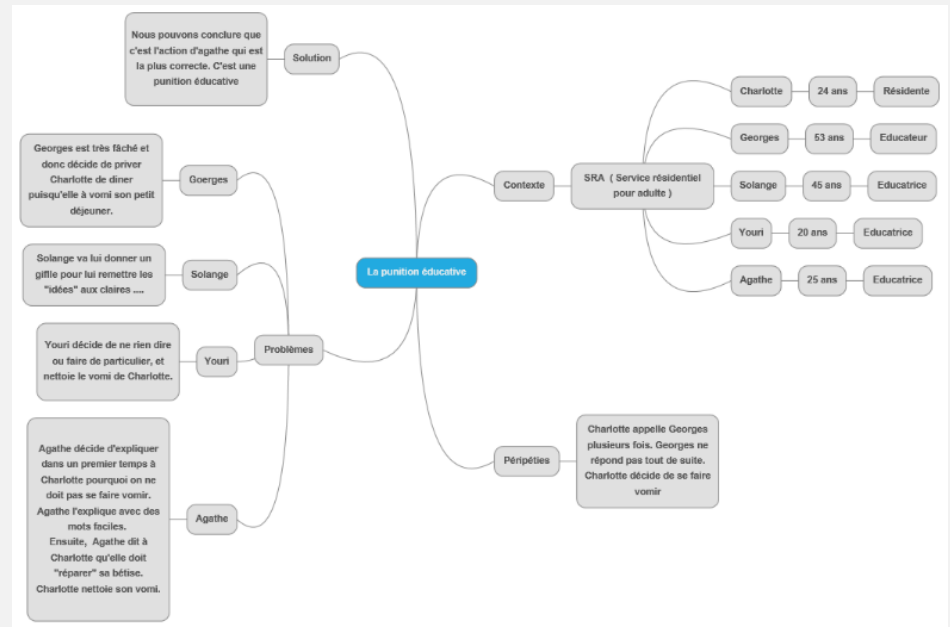 Nous pouvons conclure que
c'est l'action d'agathe qui est
la plus correcte. C'est une
punition éducative
Solution
Georges est très fâché et
donc décide de priver
Charlotte de diner
puisqu'elle à vomi son petit
déjeuner.
Goerges
Solange va lui donner un
giflle pour lui remettre les
"idées" aux claires ....
Solange
Youri décide de ne rien dire
ou faire de particulier, et
nettoie le vomi de Charlotte.
Youri
Problèmes
Agathe décide d'expliquer
dans un premier temps à
Charlotte pourquoi on ne
doit pas se faire vomir.
Agathe l'explique avec des
mots faciles.
Ensuite, Agathe dit à
Charlotte qu'elle doit
"réparer" sa bêtise.
Charlotte nettoie son vomi.
Agathe
La punition éducative
Contexte
SRA ( Service résidentiel
pour adulte )
Charlotte 24 ans Résidente
Georges 53 ans Educateur
Solange 45 ans Educatrice
Youri 20 ans Educatrice
Agathe 25 ans Educatrice
Péripéties
Charlotte appelle Georges
plusieurs fois. Georges ne
répond pas tout de suite.
Charlotte décide de se faire
vomir